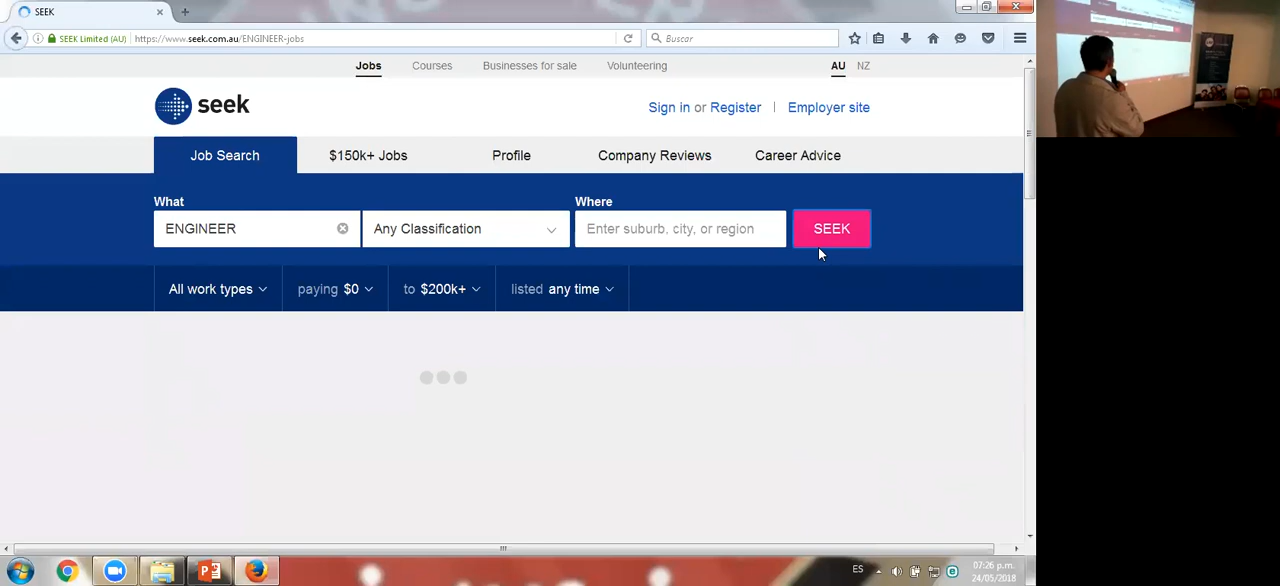 SEEK
SEEK Limited (AU) https://www.seek.com.au/ENGINEER-jobs Buscar
Jobs Courses Businesses for sale Volunteering AU NZ
seek
Sign in or Register Employer site
Job Search $150k+ Jobs Profile Company Reviews Career Advice
What Where
ENGINEER Any Classification Enter suburb, city, or region SEEK
All work types paying $0 to $200k+ listed any time
ES 07:26 p.m.
24/05/2018